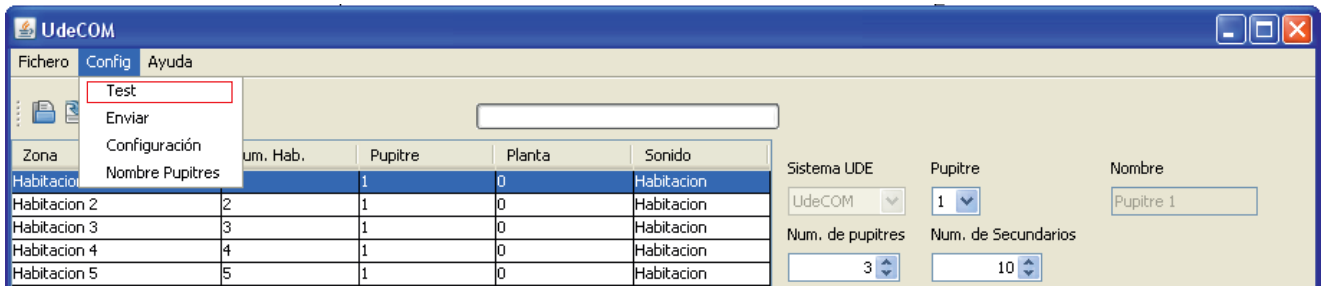 UdeCOM
Fichero Config Ayuda
Test
Enviar
Configuración
Nombre Pupitres
Zona um. Hab. Pupitre Planta Sonido
Habitacion 1 0 Habitacion
Habitacion 2 2 1 0 Habitacion
Habitacion 3 3 1 0 Habitacion
Habitacion 4 4 1 0 Habitacion
Habitacion 5 5 1 0 Habitacion
Sistema UDE Pupitre Nombre
UdeCOM 1 Pupitre 1
Num. de pupitres Num. de Secundarios
3 10